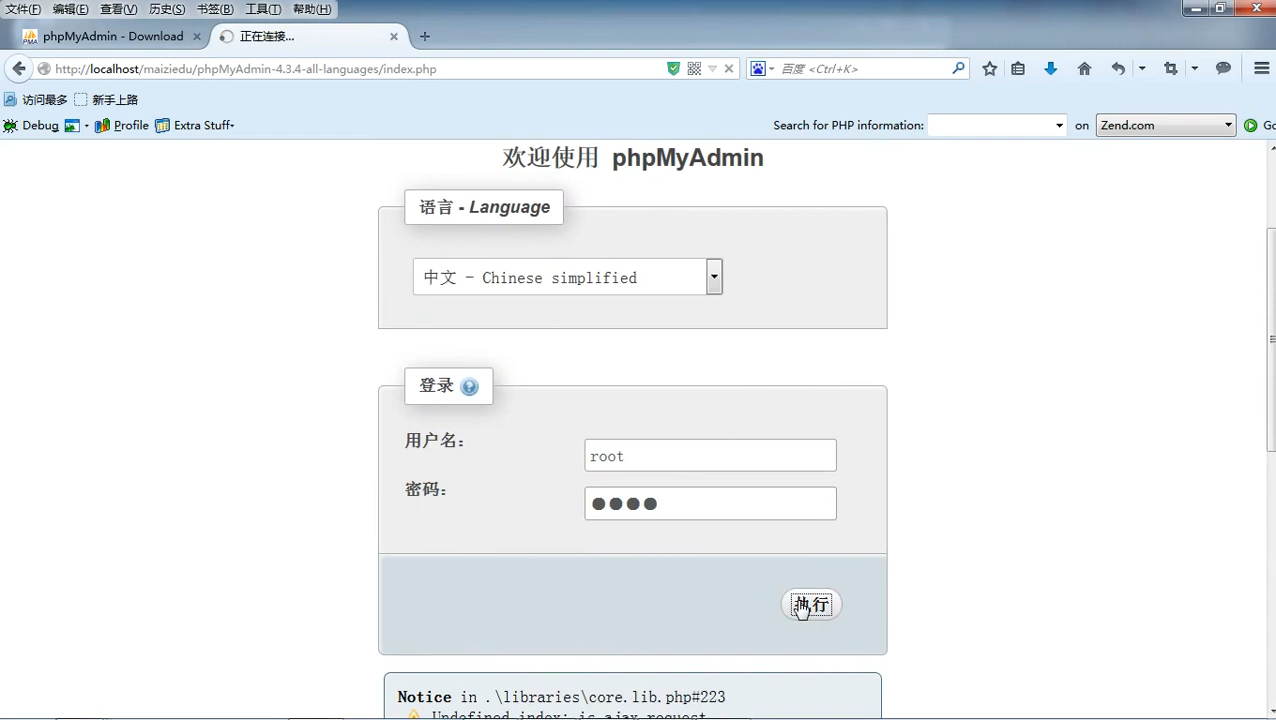 文件(F) 编辑(E) 查看(V) 历史(S) 书签(B) 工具(T) 帮助(H)
phpMyAdmin - Download 正在连接...
http://localhost/maiziedu/phpMyAdmin-4.3.4-all-languages/index.php 百度 <Ctrl+K>
访问最多 新手上路
Debug Profile Extra Stuff Search for PHP information: on Zend.com Go
欢迎使用 phpMyAdmin
语言 - Language
中文 - Chinese simplified
登录
用户名:
root
密码:
执行
Notice in .\libraries\core.lib.php#223
Undefined index: is_ajax_request